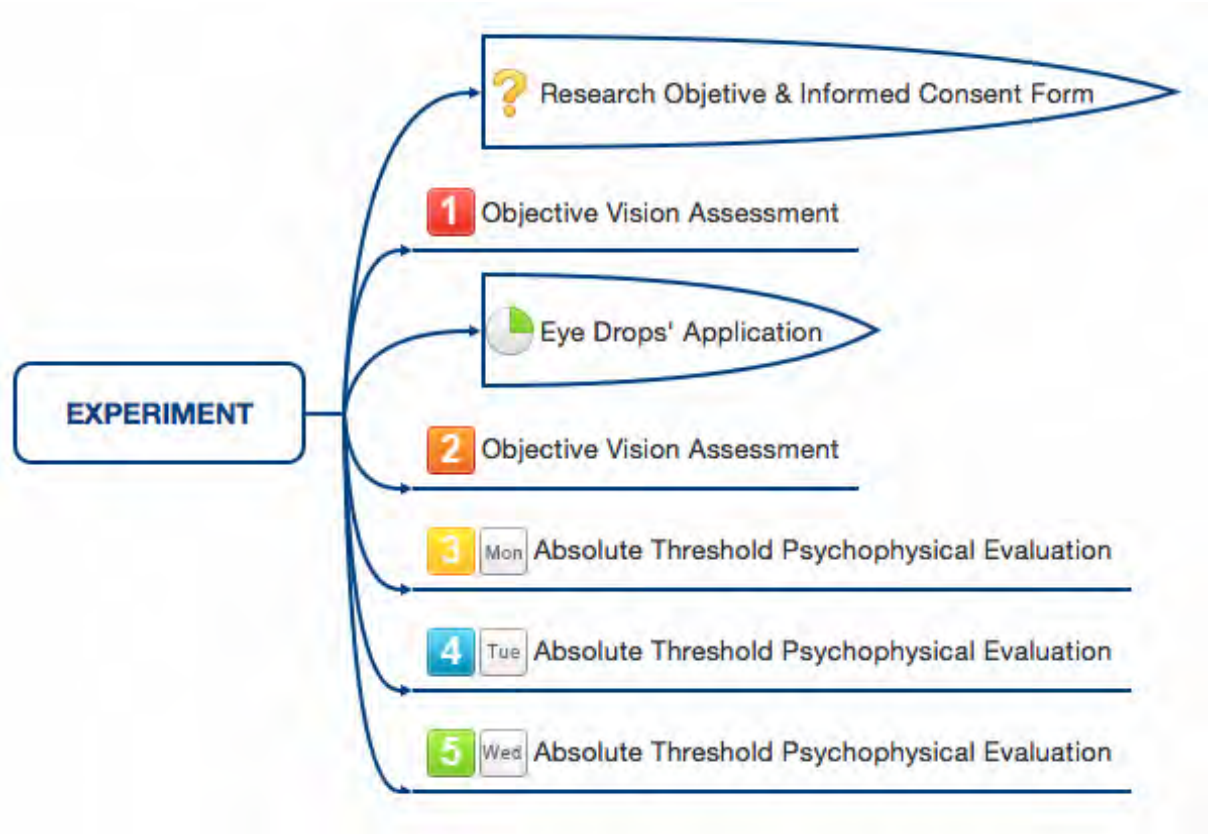 Research Objetive & Informed Consent Form
1 Objective Vision Assessment
Eye Drops' Application
EXPERIMENT
2 Objective Vision Assessment
3 Mon Absolute Threshold Psychophysical Evaluation
4 Tue Absolute Threshold Psychophysical Evaluation
5 Wed Absolute Threshold Psychophysical Evaluation